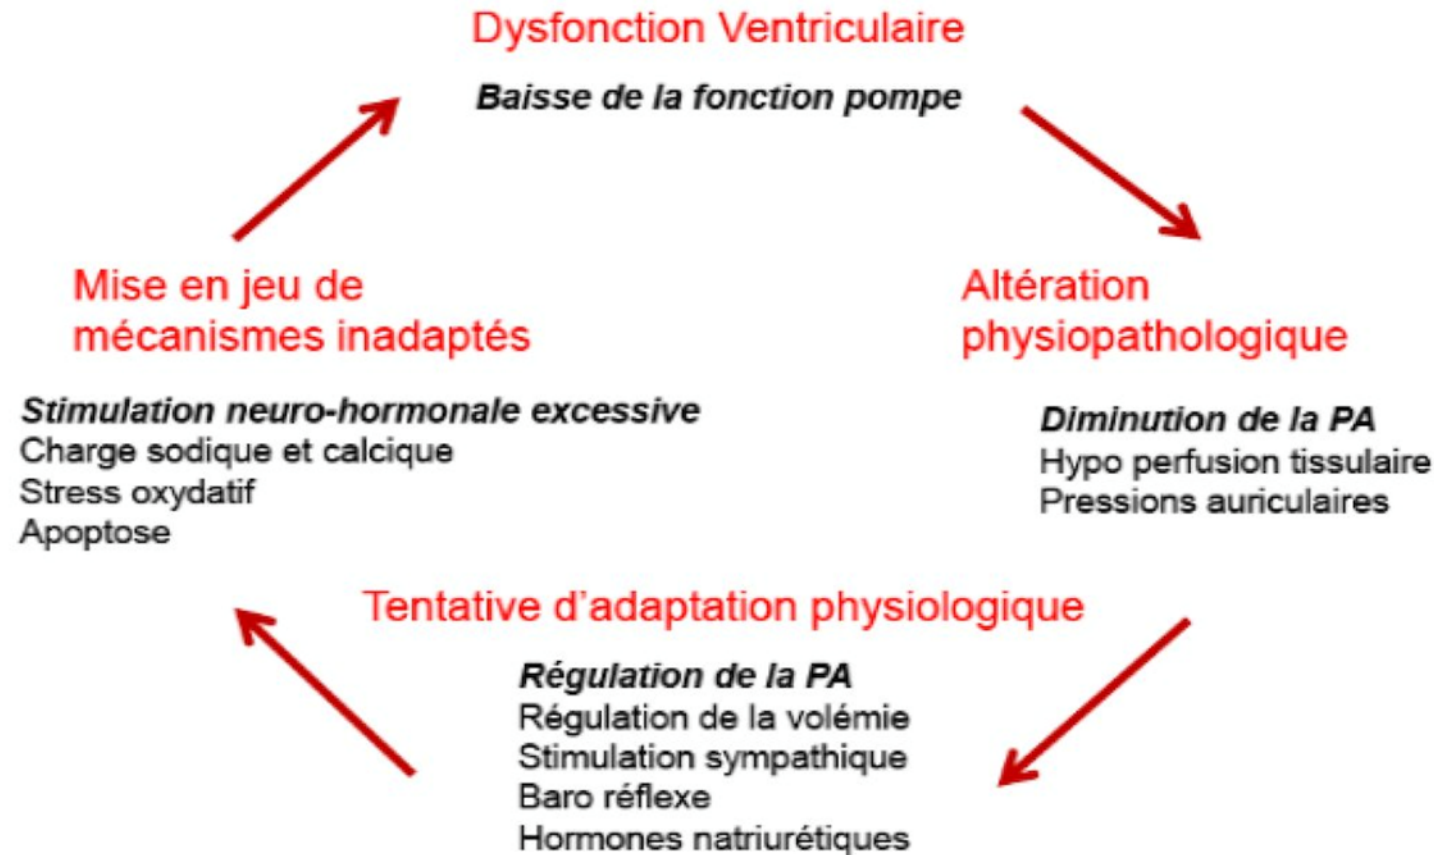 Dysfonction Ventriculaire
Baisse de la fonction pompe
Altération
physiopathologique
Diminution de la PA
Hypo perfusion tissulaire
Pressions auriculaires
Tentative d'adaptation physiologique
Régulation de la PA
Régulation de la volémie
Stimulation sympathique
Baro réflexe
Hormones natriurétiques
Mise en jeu de
mécanismes inadaptés
Stimulation neuro-hormonale excessive
Charge sodique et calcique
Stress oxydatif
Apoptose